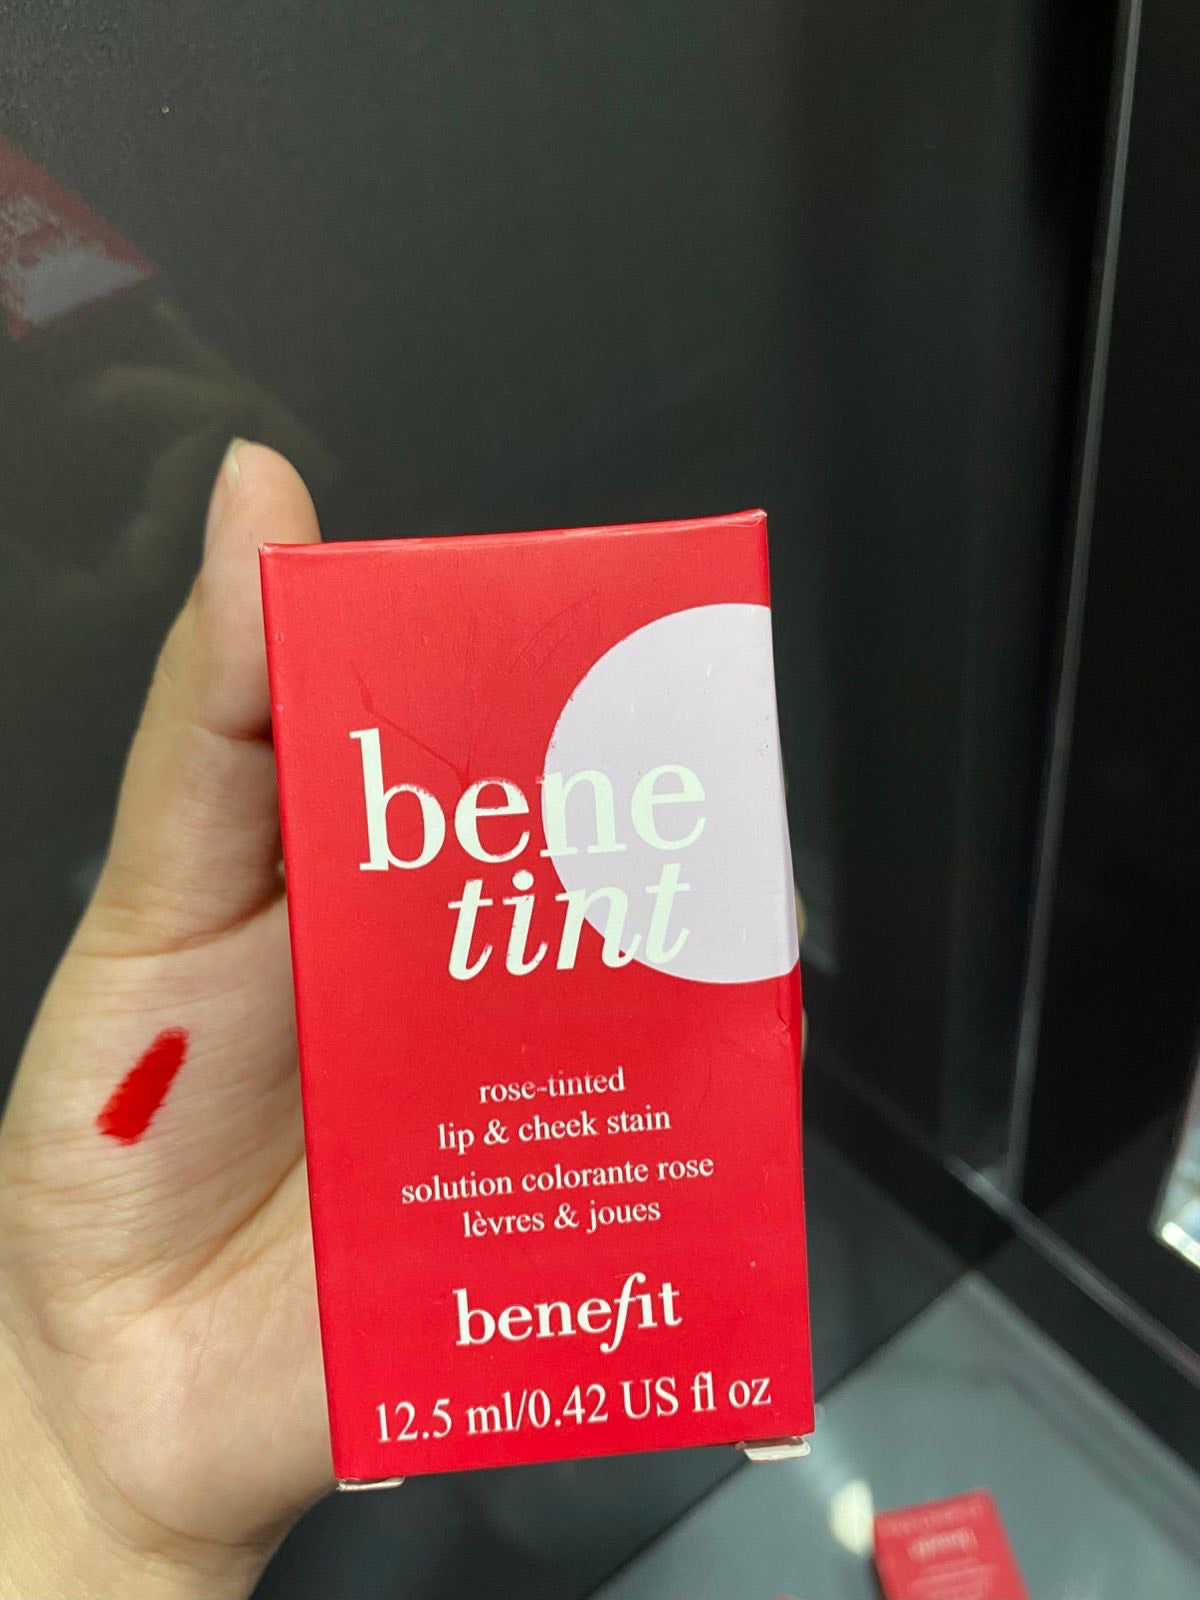 bene
tint
rose-tinted
lip & cheek stain
solution colorante rose
lèvres & joues
benefit
12.5 ml/0.42 US fl oz